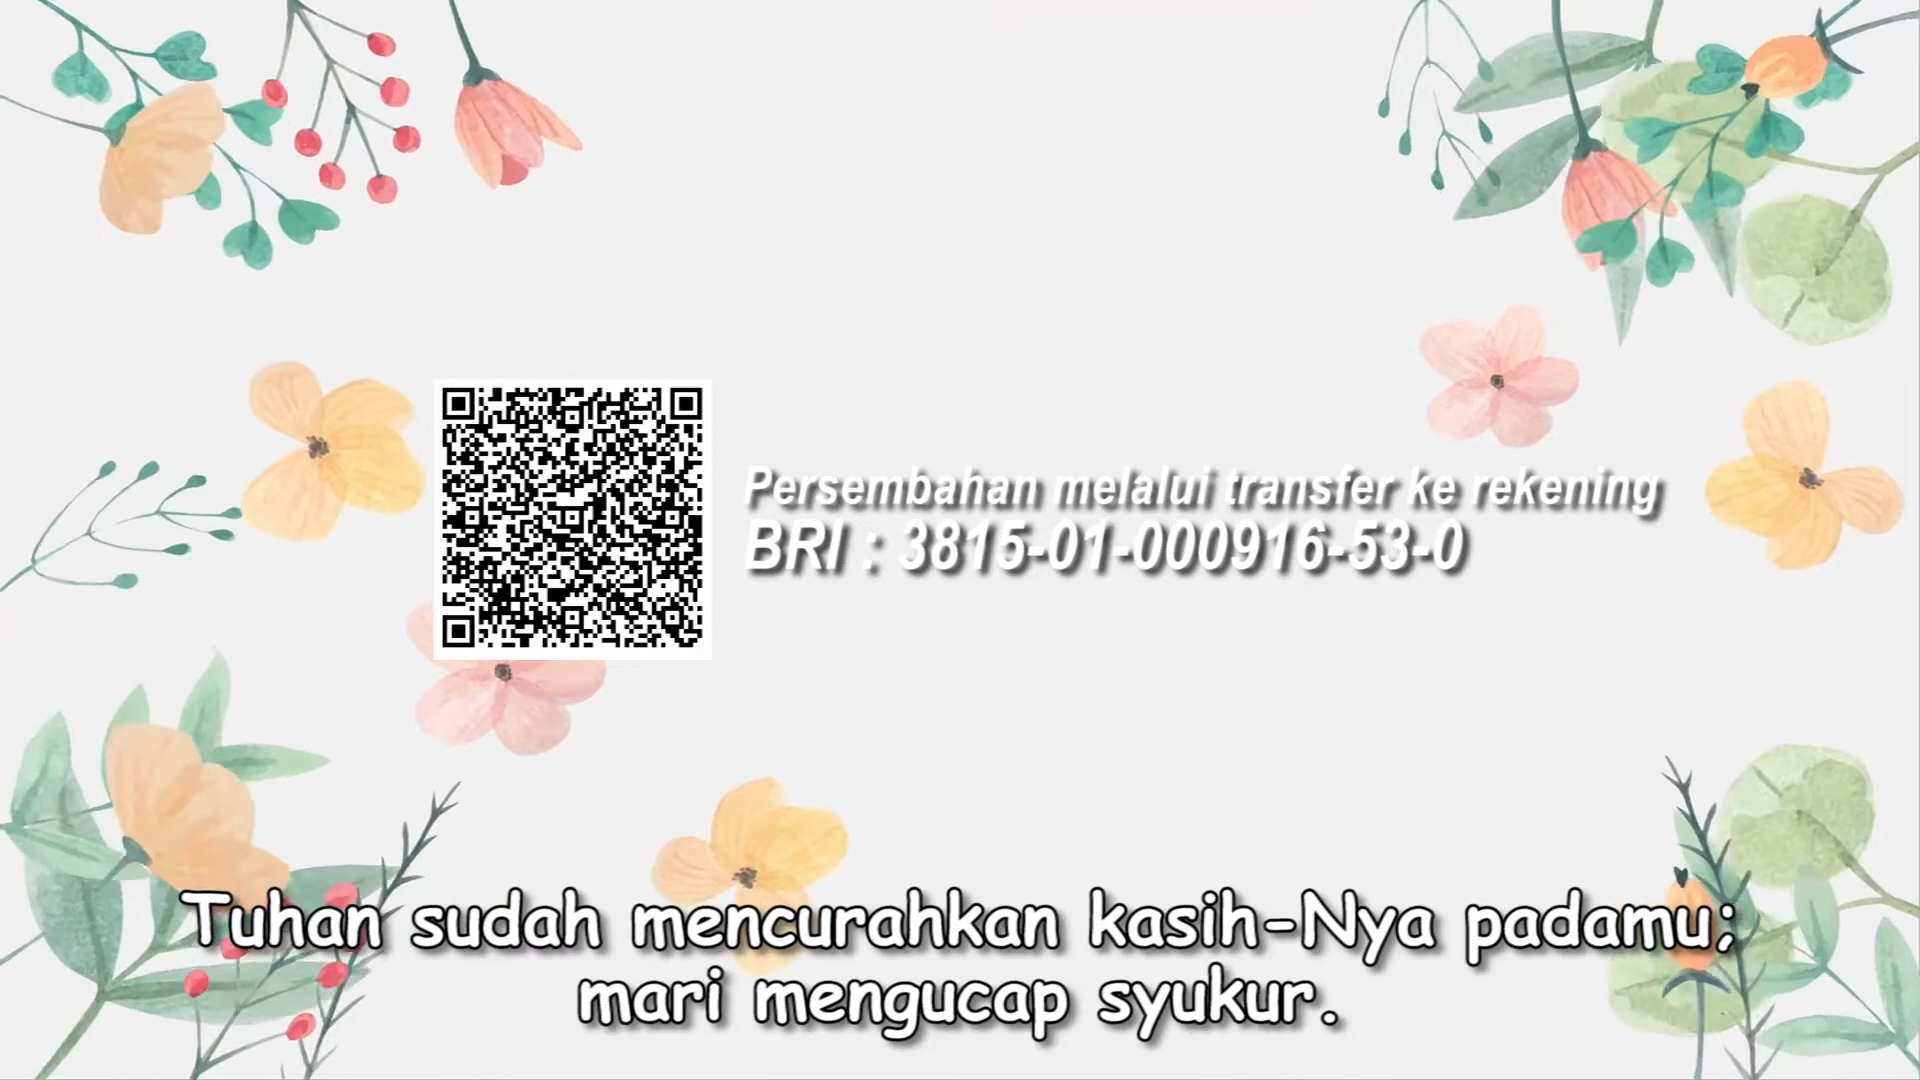 Persembahan melalui transfer ke rekening
BRI : 3815-01-000916-53-0
Tuhan sudah mencurahkan kasih-Nya padamu;
mari mengucap syukur.